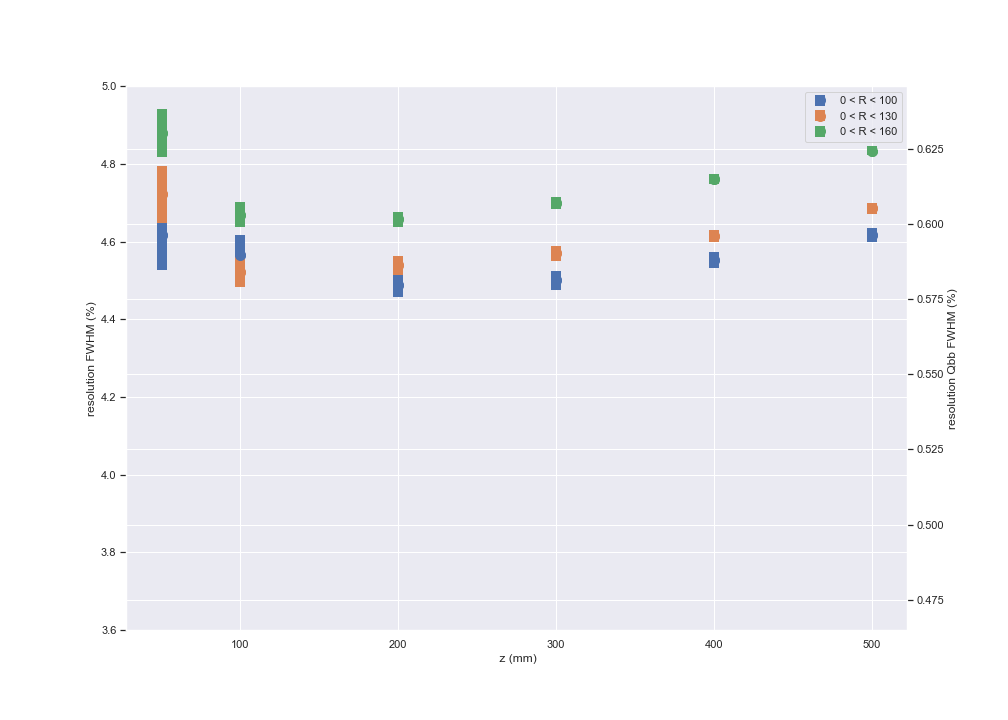 5.0
4.8
4.6
4.4
4.2
4.0
3.8
3.6
resolution FWHM (%)
0 < R < 100
0 < R < 130
0 < R < 160
0.625
0.600
0.575
0.550
0.525
0.500
0.475
resolution Qbb FWHM (%)
100 200 300 400 500
z (mm)